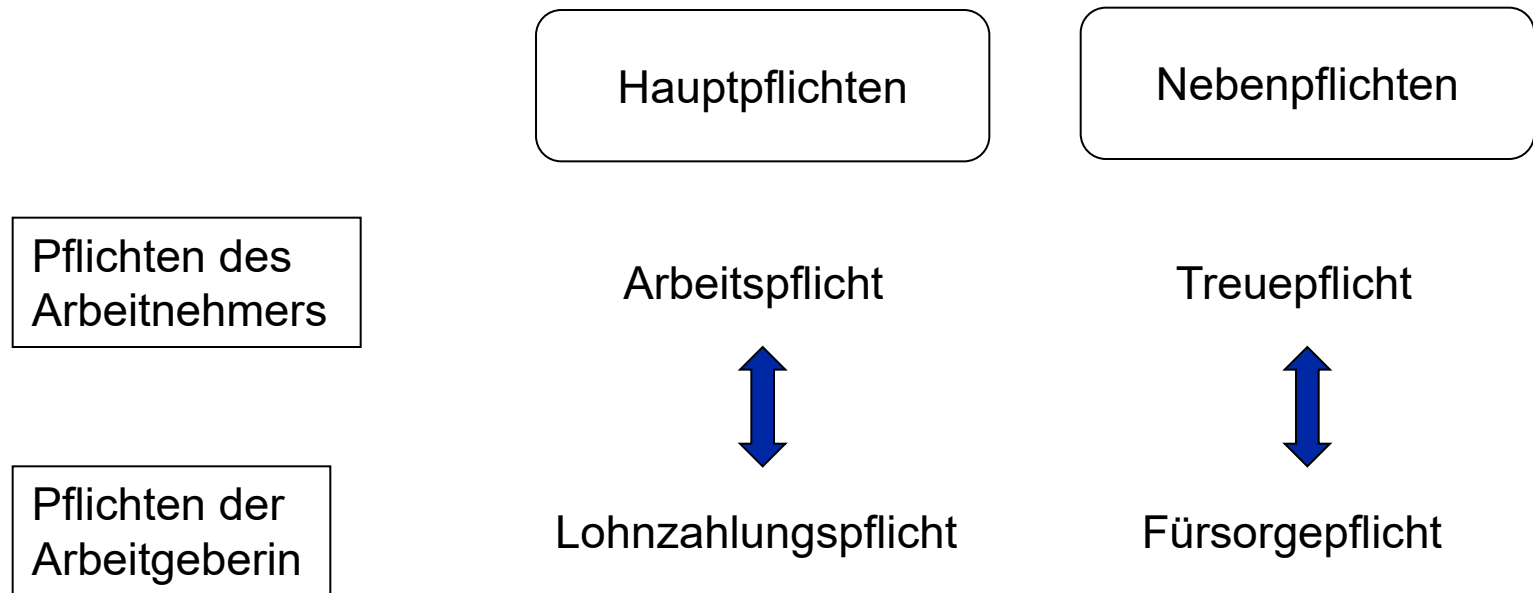 Hauptpflichten
Nebenpflichten
Pflichten des
Arbeitnehmers
Arbeitspflicht
Treuepflicht
Pflichten der
Arbeitgeberin
Lohnzahlungspflicht
Fürsorgepflicht